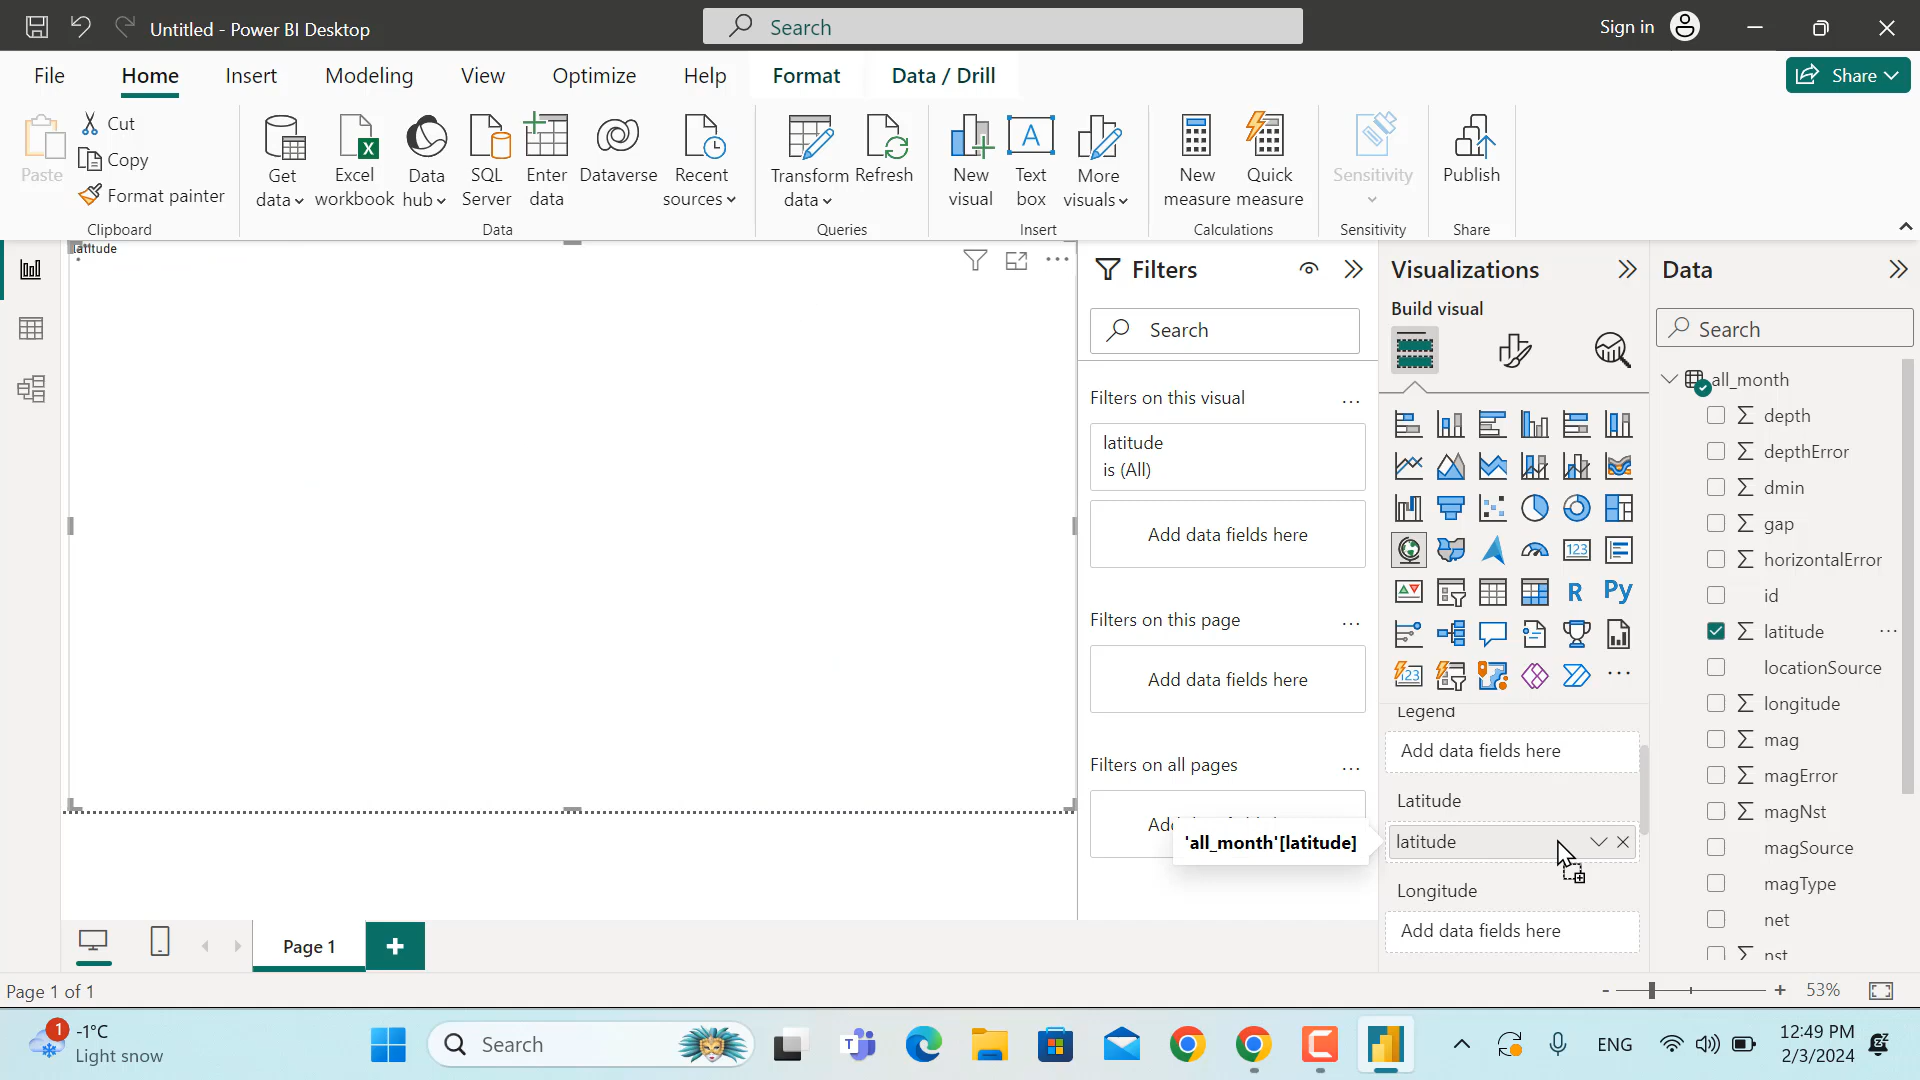 Untitled - Power BI Desktop
Search
Sign in
File
Home
Insert
Modeling
View
Optimize
Help
Format
Data / Drill
Share
Paste
Cut
Copy
Format painter
Clipboard
Get data
Excel workbook
Data hub
SQL Server
Enter data
Dataverse
Recent sources
Data
Transform data
Refresh
Queries
New visual
Text box
More visuals
Insert
New measure
Quick measure
Calculations
Sensitivity
Sensitivity
Publish
Share
latitude
Filters
Search
Filters on this visual
latitude
is (All)
Add data fields here
Filters on this page
Add data fields here
Filters on all pages
'all_month'[latitude]
Visualizations
Build visual
123
R
Py
123
Legend
Add data fields here
Latitude
latitude
Longitude
Add data fields here
Data
Search
all_month
depth
depthError
dmin
gap
horizontalError
id
latitude
locationSource
longitude
mag
magError
magNst
magSource
magType
net
nst
Page 1
Page 1 of 1
53%
1
-1°C
Light snow
Search
ENG
12:49 PM
2/3/2024